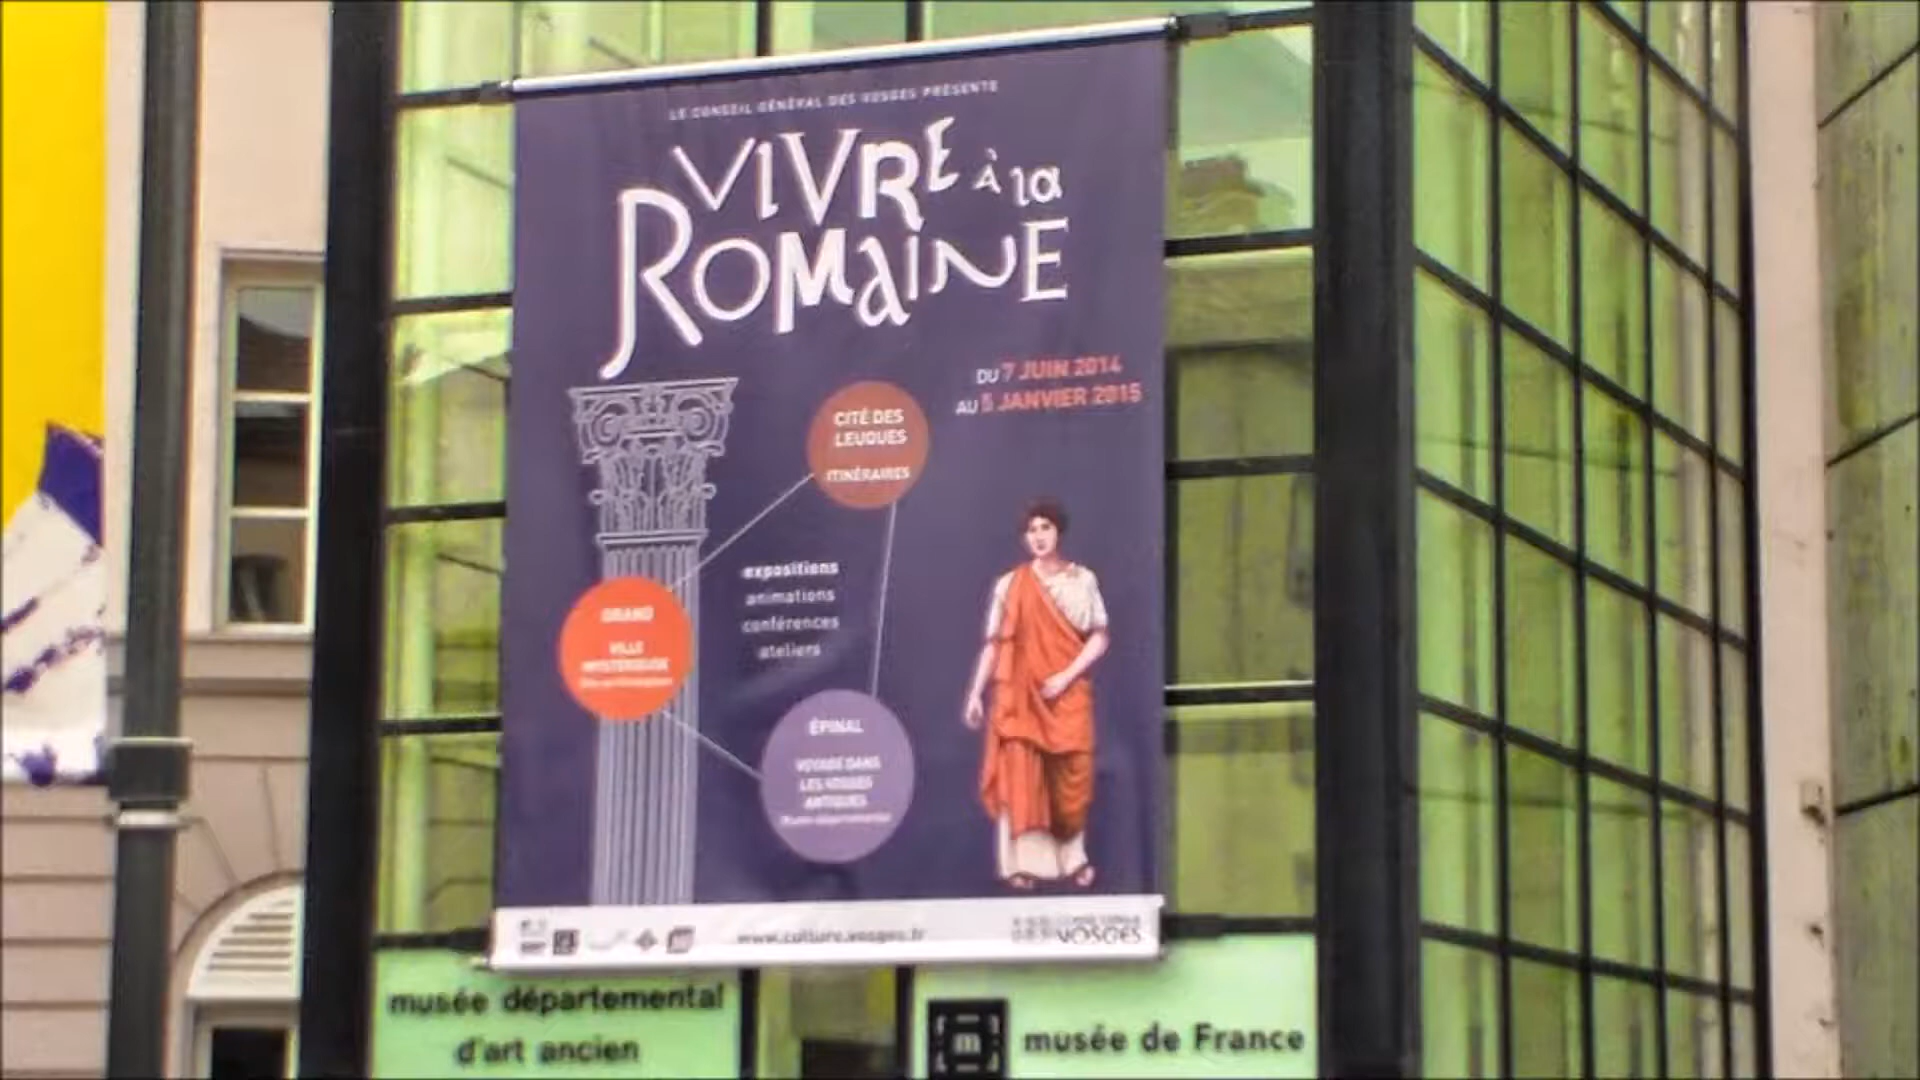 LE CONSEIL GÉNÉRAL DES VOSGES PRÉSENTE
VIVRE À la
ROMaINE
DU 7 JUIN 2014
AU 5 JANVIER 2015
CITÉ DES
LEUQUES
ITINÉRAIRES
expositions
animations
conférences
ateliers
GRAND
VILLE
MYSTÉRIEUSE
ÉPINAL
VOYAGE DANS
LES VOSGES
ANTIQUES
www.culture.vosges.fr
VOSGES
musée départemental
d'art ancien
m
musée de France